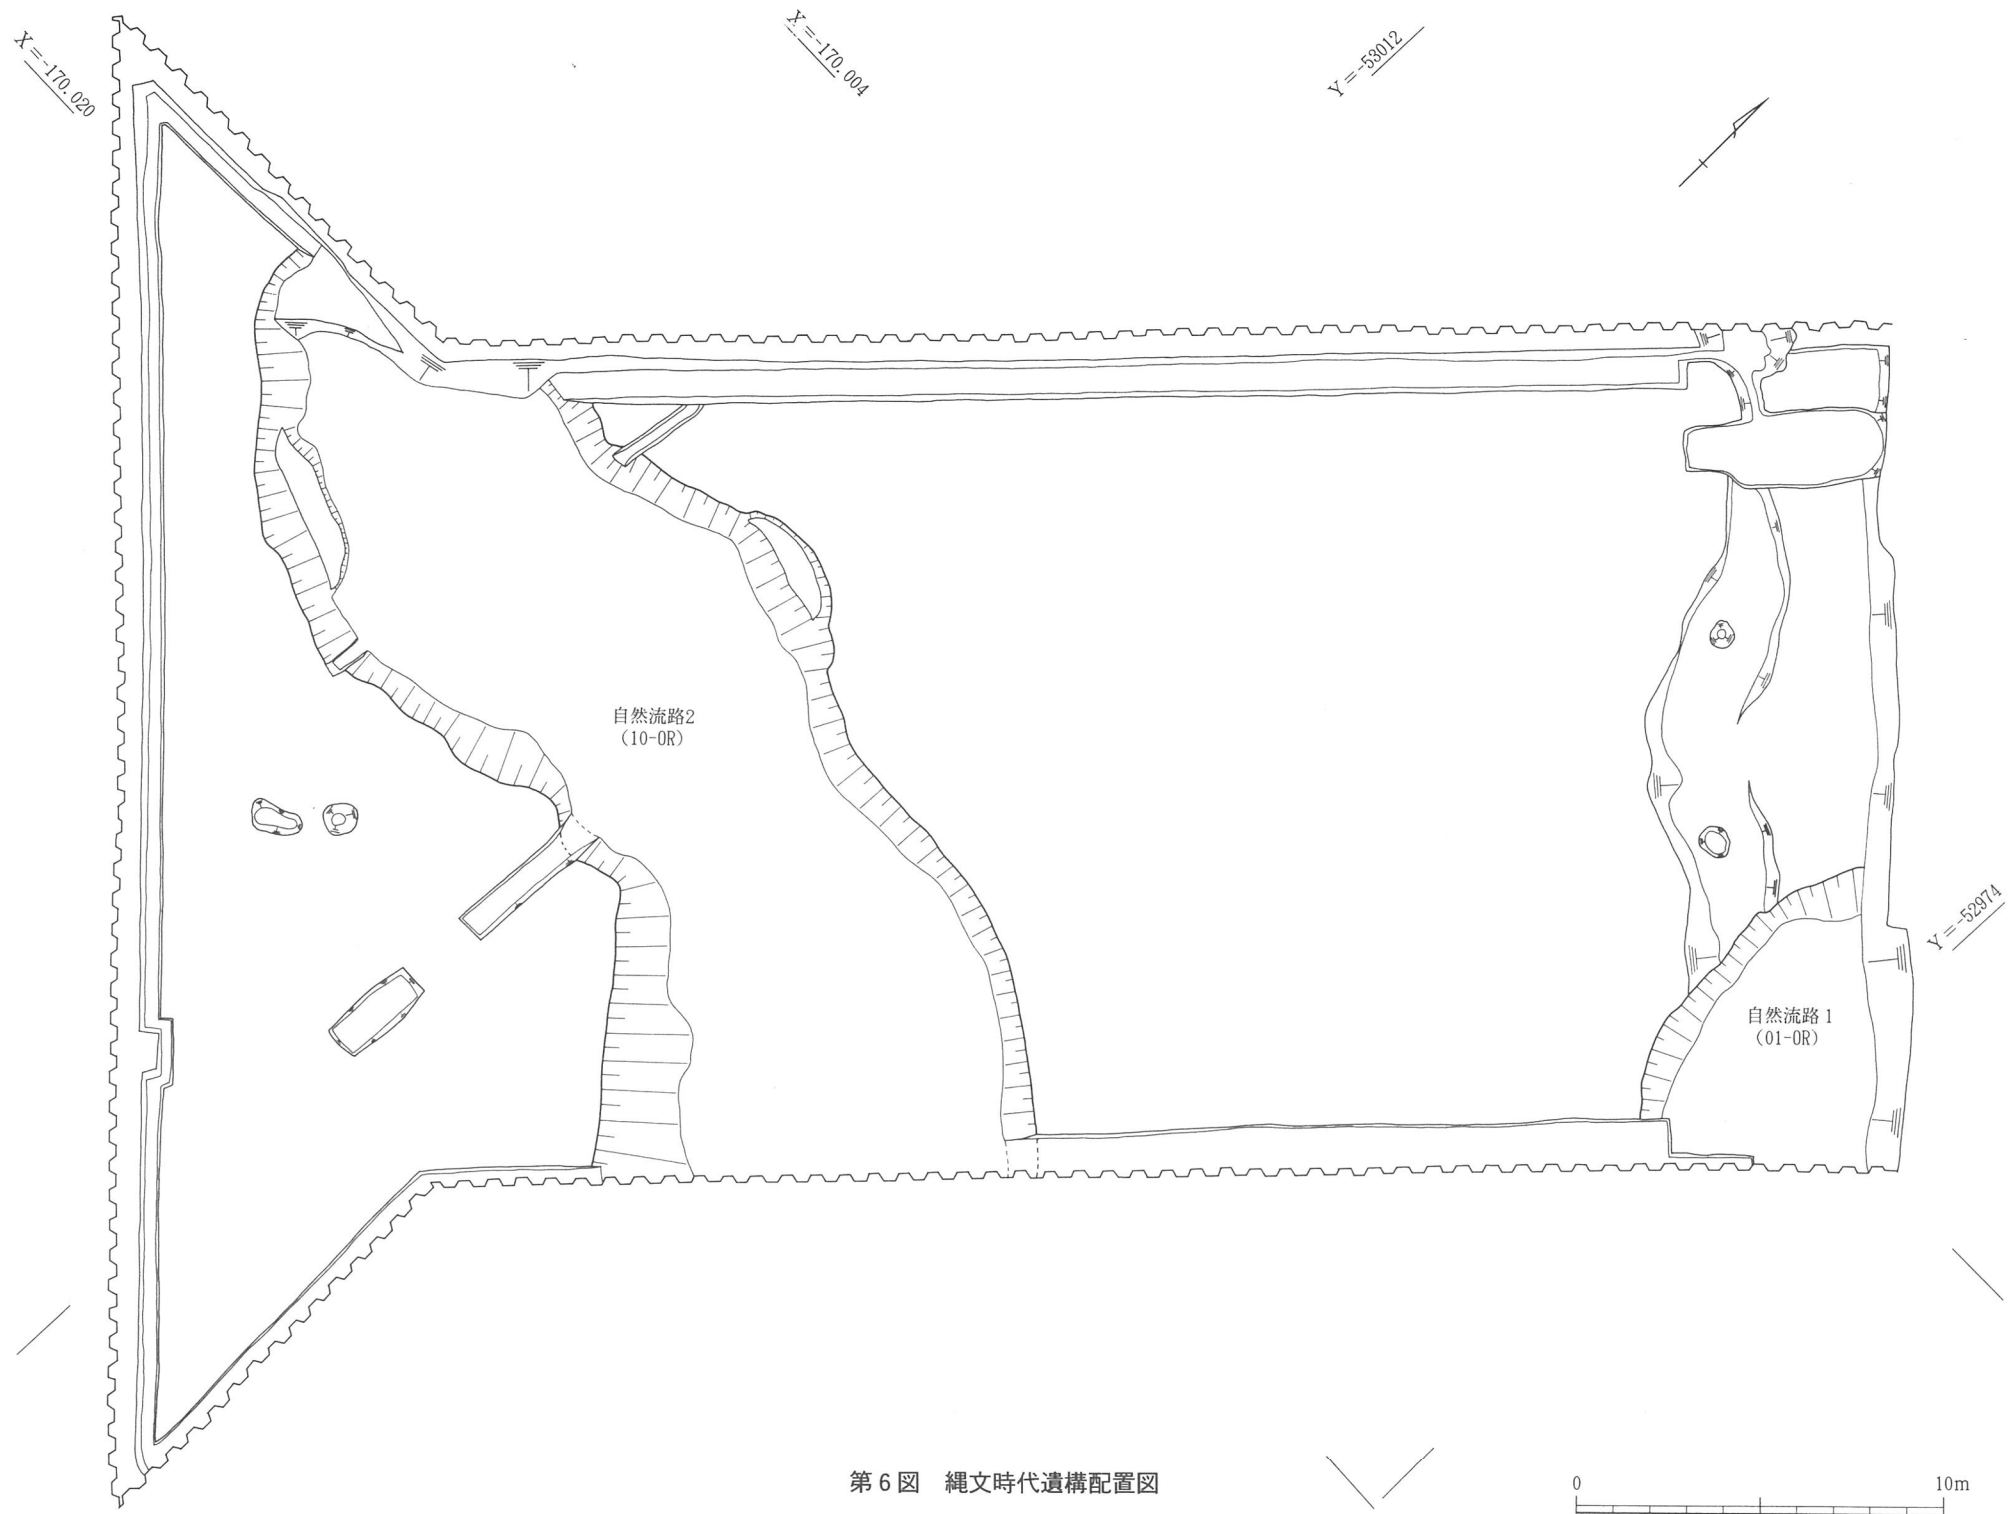 X=-170.020
X=-170.004
Y=-53012
自然流路2
(10-OR)
Y=-52974
自然流路1
(01-OR)
第6図 縄文時代遺構配置図
0 10m